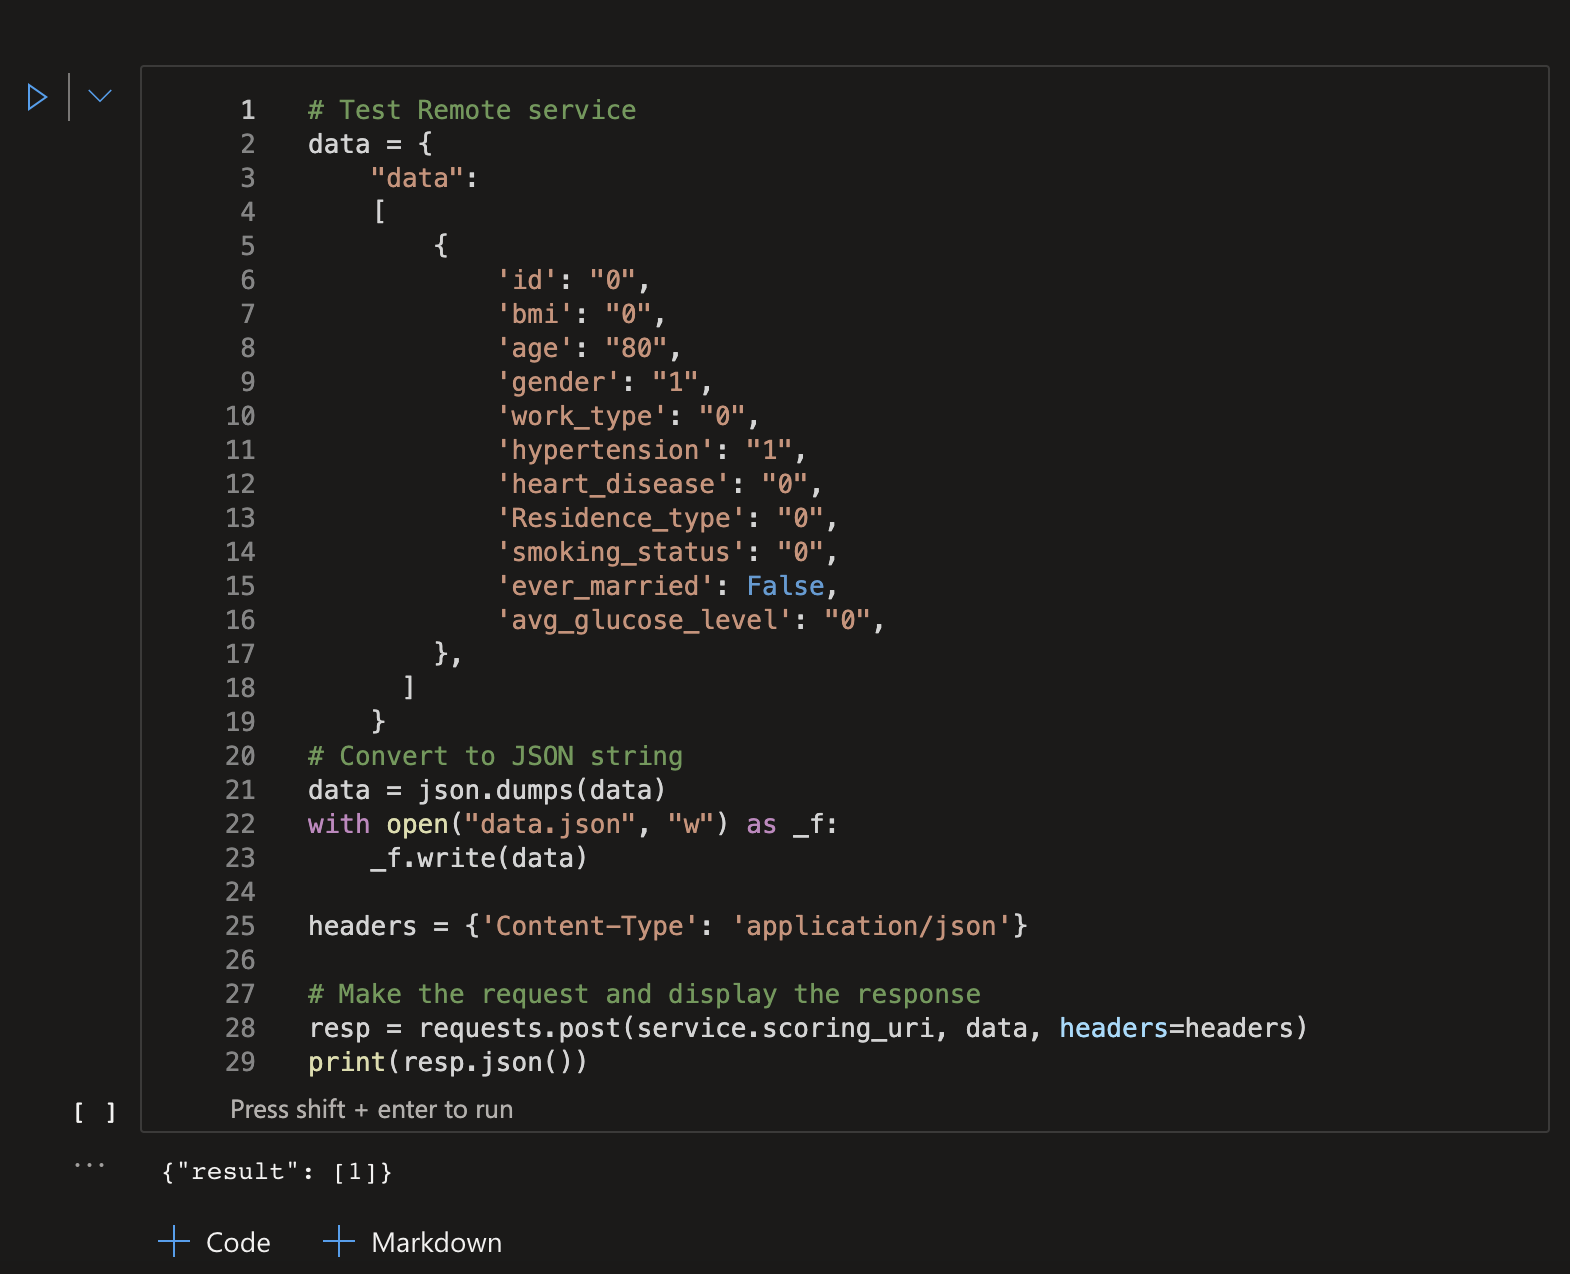 1 # Test Remote service
2 data = {
3     "data":
4     [
5         {
6             'id': "0",
7             'bmi': "0",
8             'age': "80",
9             'gender': "1",
10             'work_type': "0",
11             'hypertension': "1",
12             'heart_disease': "0",
13             'Residence_type': "0",
14             'smoking_status': "0",
15             'ever_married': False,
16             'avg_glucose_level': "0",
17         },
18       ]
19     }
20 # Convert to JSON string
21 data = json.dumps(data)
22 with open("data.json", "w") as _f:
23     _f.write(data)
24
25 headers = {'Content-Type': 'application/json'}
26
27 # Make the request and display the response
28 resp = requests.post(service.scoring_uri, data, headers=headers)
29 print(resp.json())
[ ] Press shift + enter to run
... {"result": [1]}
+ Code + Markdown